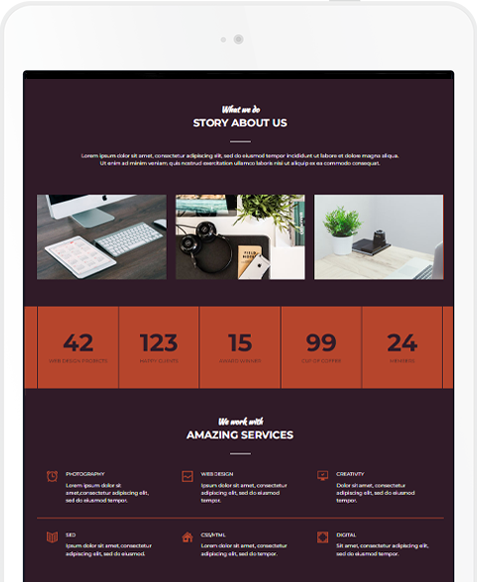 What we do
STORY ABOUT US
Lorem ipsum dolor sit amet, consectetur adipiscing elit, sed do eiusmod tempor incididunt ut labore et dolore magna aliqua.
Ut enim ad minim veniam, quis nostrud exercitation ullamco laboris nisi ut aliquip ex ea commodo consequat.
FIELD NOTES
42
123
15
99
24
WEB DESIGN PROJECTS
HAPPY CLIENTS
AWARD WINNER
CUP OF COFFEE
MEMBERS
We work with
AMAZING SERVICES
PHOTOGRAPHY
Lorem ipsum dolor sit
amet,consectetur adipiscing elit,
sed do eiusmod tempor.
WEB DESIGN
Lorem ipsum dolor sit amet, consectetur
adipiscing elit, sed do eiusmod
tempor.
CREATIVITY
Dolor sit amet, consectetur
adipiscing elit, sed do eiusmod
tempor.
SEO
Lorem ipsum dolor sit amet,consectetur
adipiscing elit, sed do eiusmod.
CSS/HTML
Lorem ipsum dolor sit amet, consectetur
adipiscing elit, sed do tempor.
DIGITAL
Sit amet, consectetur adipiscing elit,
sed do eiusmod tempor.